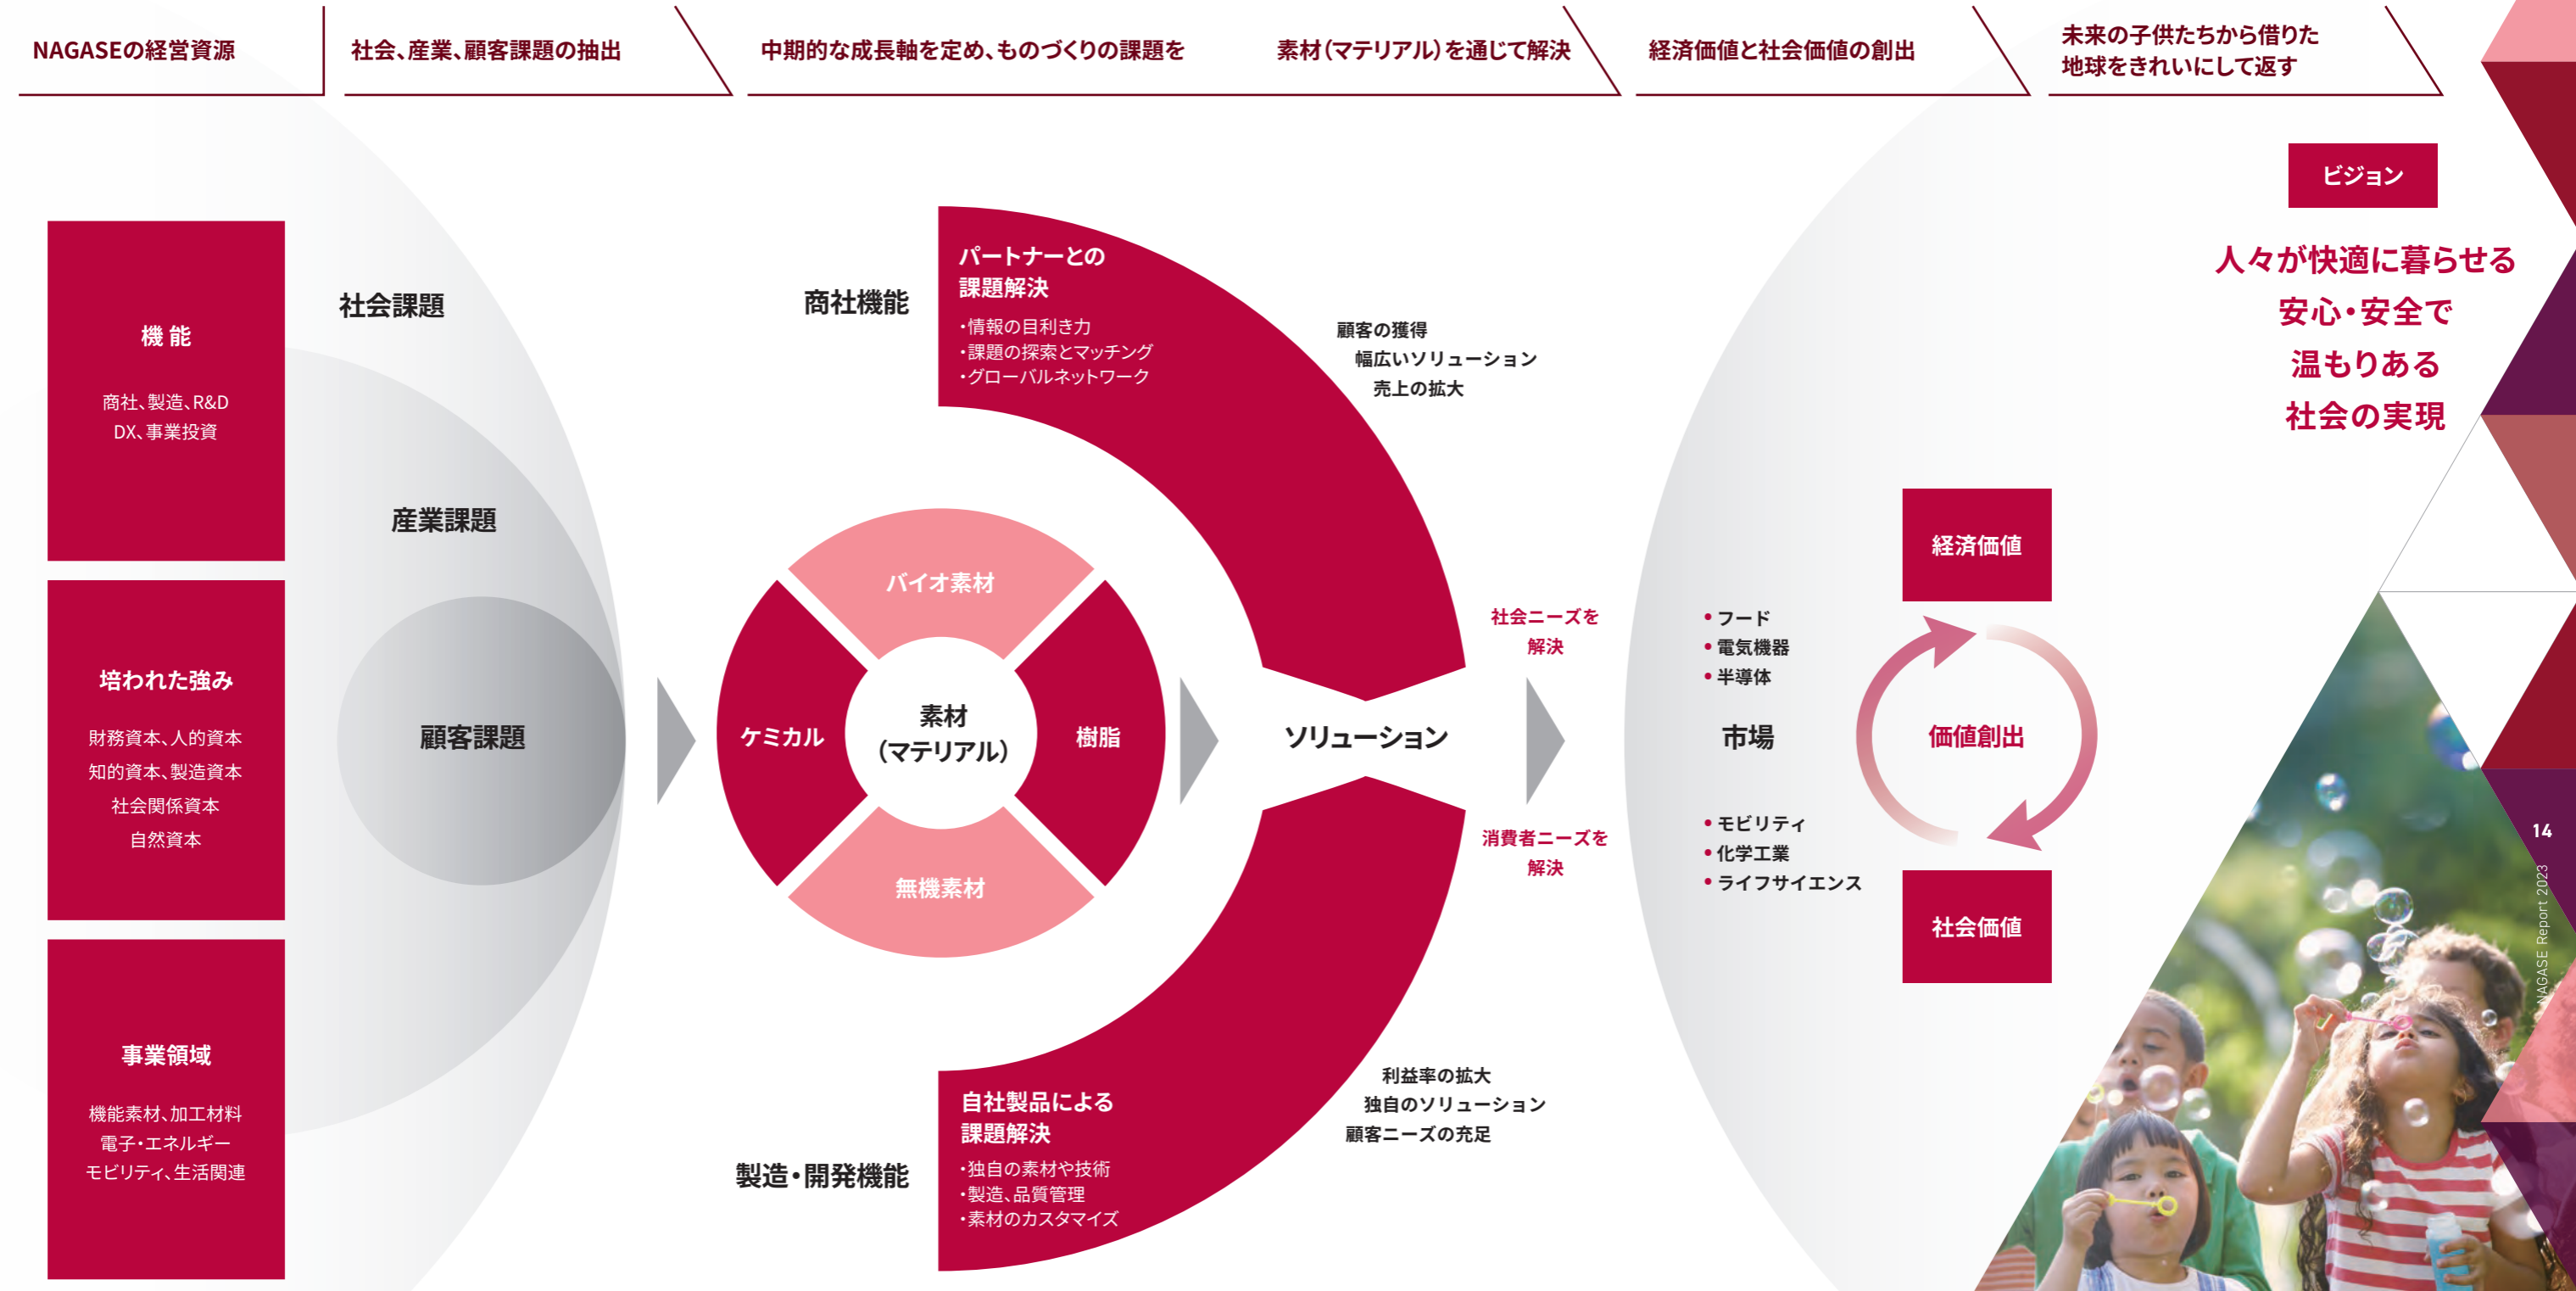 NAGASEの経営資源
社会、産業、顧客課題の抽出
中期的な成長軸を定め、ものづくりの課題を
素材（マテリアル）を通じて解決
経済価値と社会価値の創出
未来の子供たちから借りた
地球をきれいにして返す
機 能
商社、製造、R&D
DX、事業投資
培われた強み
財務資本、人的資本
知的資本、製造資本
社会関係資本
自然資本
事業領域
機能素材、加工材料
電子・エネルギー
モビリティ、生活関連
社会課題
産業課題
顧客課題
商社機能
パートナーとの
課題解決
・情報の目利き力
・課題の探索とマッチング
・グローバルネットワーク
顧客の獲得
幅広いソリューション
売上の拡大
バイオ素材
ケミカル
素材
（マテリアル）
樹脂
無機素材
ソリューション
製造・開発機能
自社製品による
課題解決
・独自の素材や技術
・製造、品質管理
・素材のカスタマイズ
利益率の拡大
独自のソリューション
顧客ニーズの充足
社会ニーズを
解決
消費者ニーズを
解決
• フード
• 電気機器
• 半導体
市場
• モビリティ
• 化学工業
• ライフサイエンス
経済価値
価値創出
社会価値
ビジョン
人々が快適に暮らせる
安心・安全で
温もりある
社会の実現
14
NAGASE Report 2023